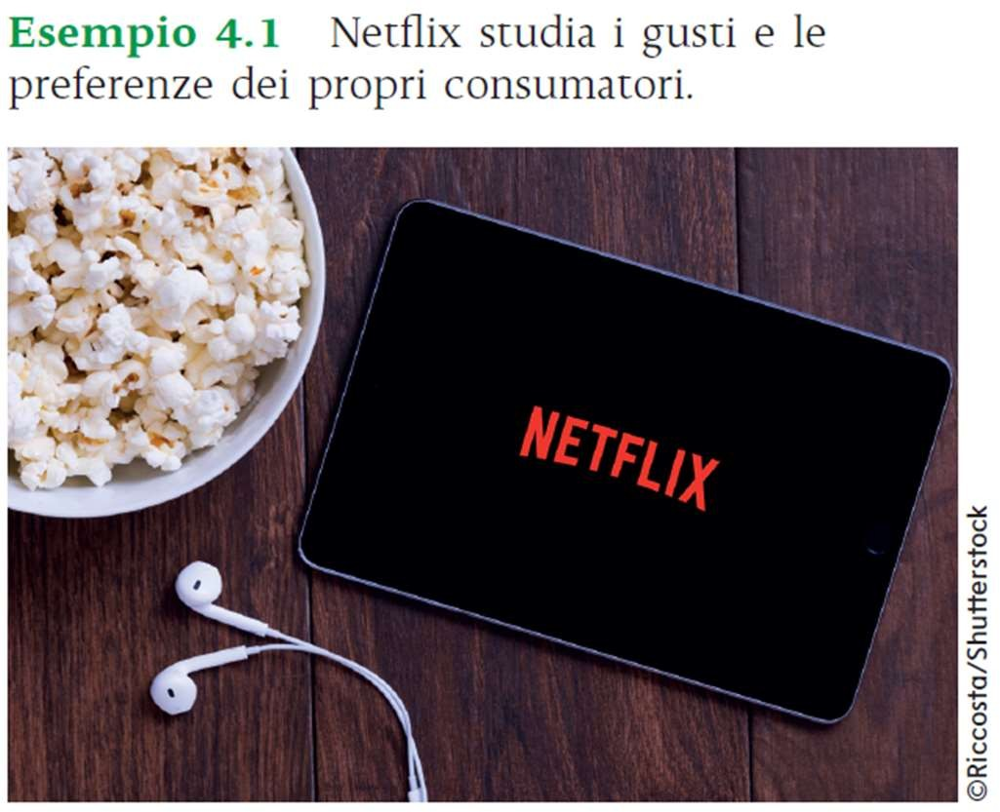 Esempio 4.1 Netflix studia i gusti e le
preferenze dei propri consumatori.
NETFLIX
©Riccosta/Shutterstock